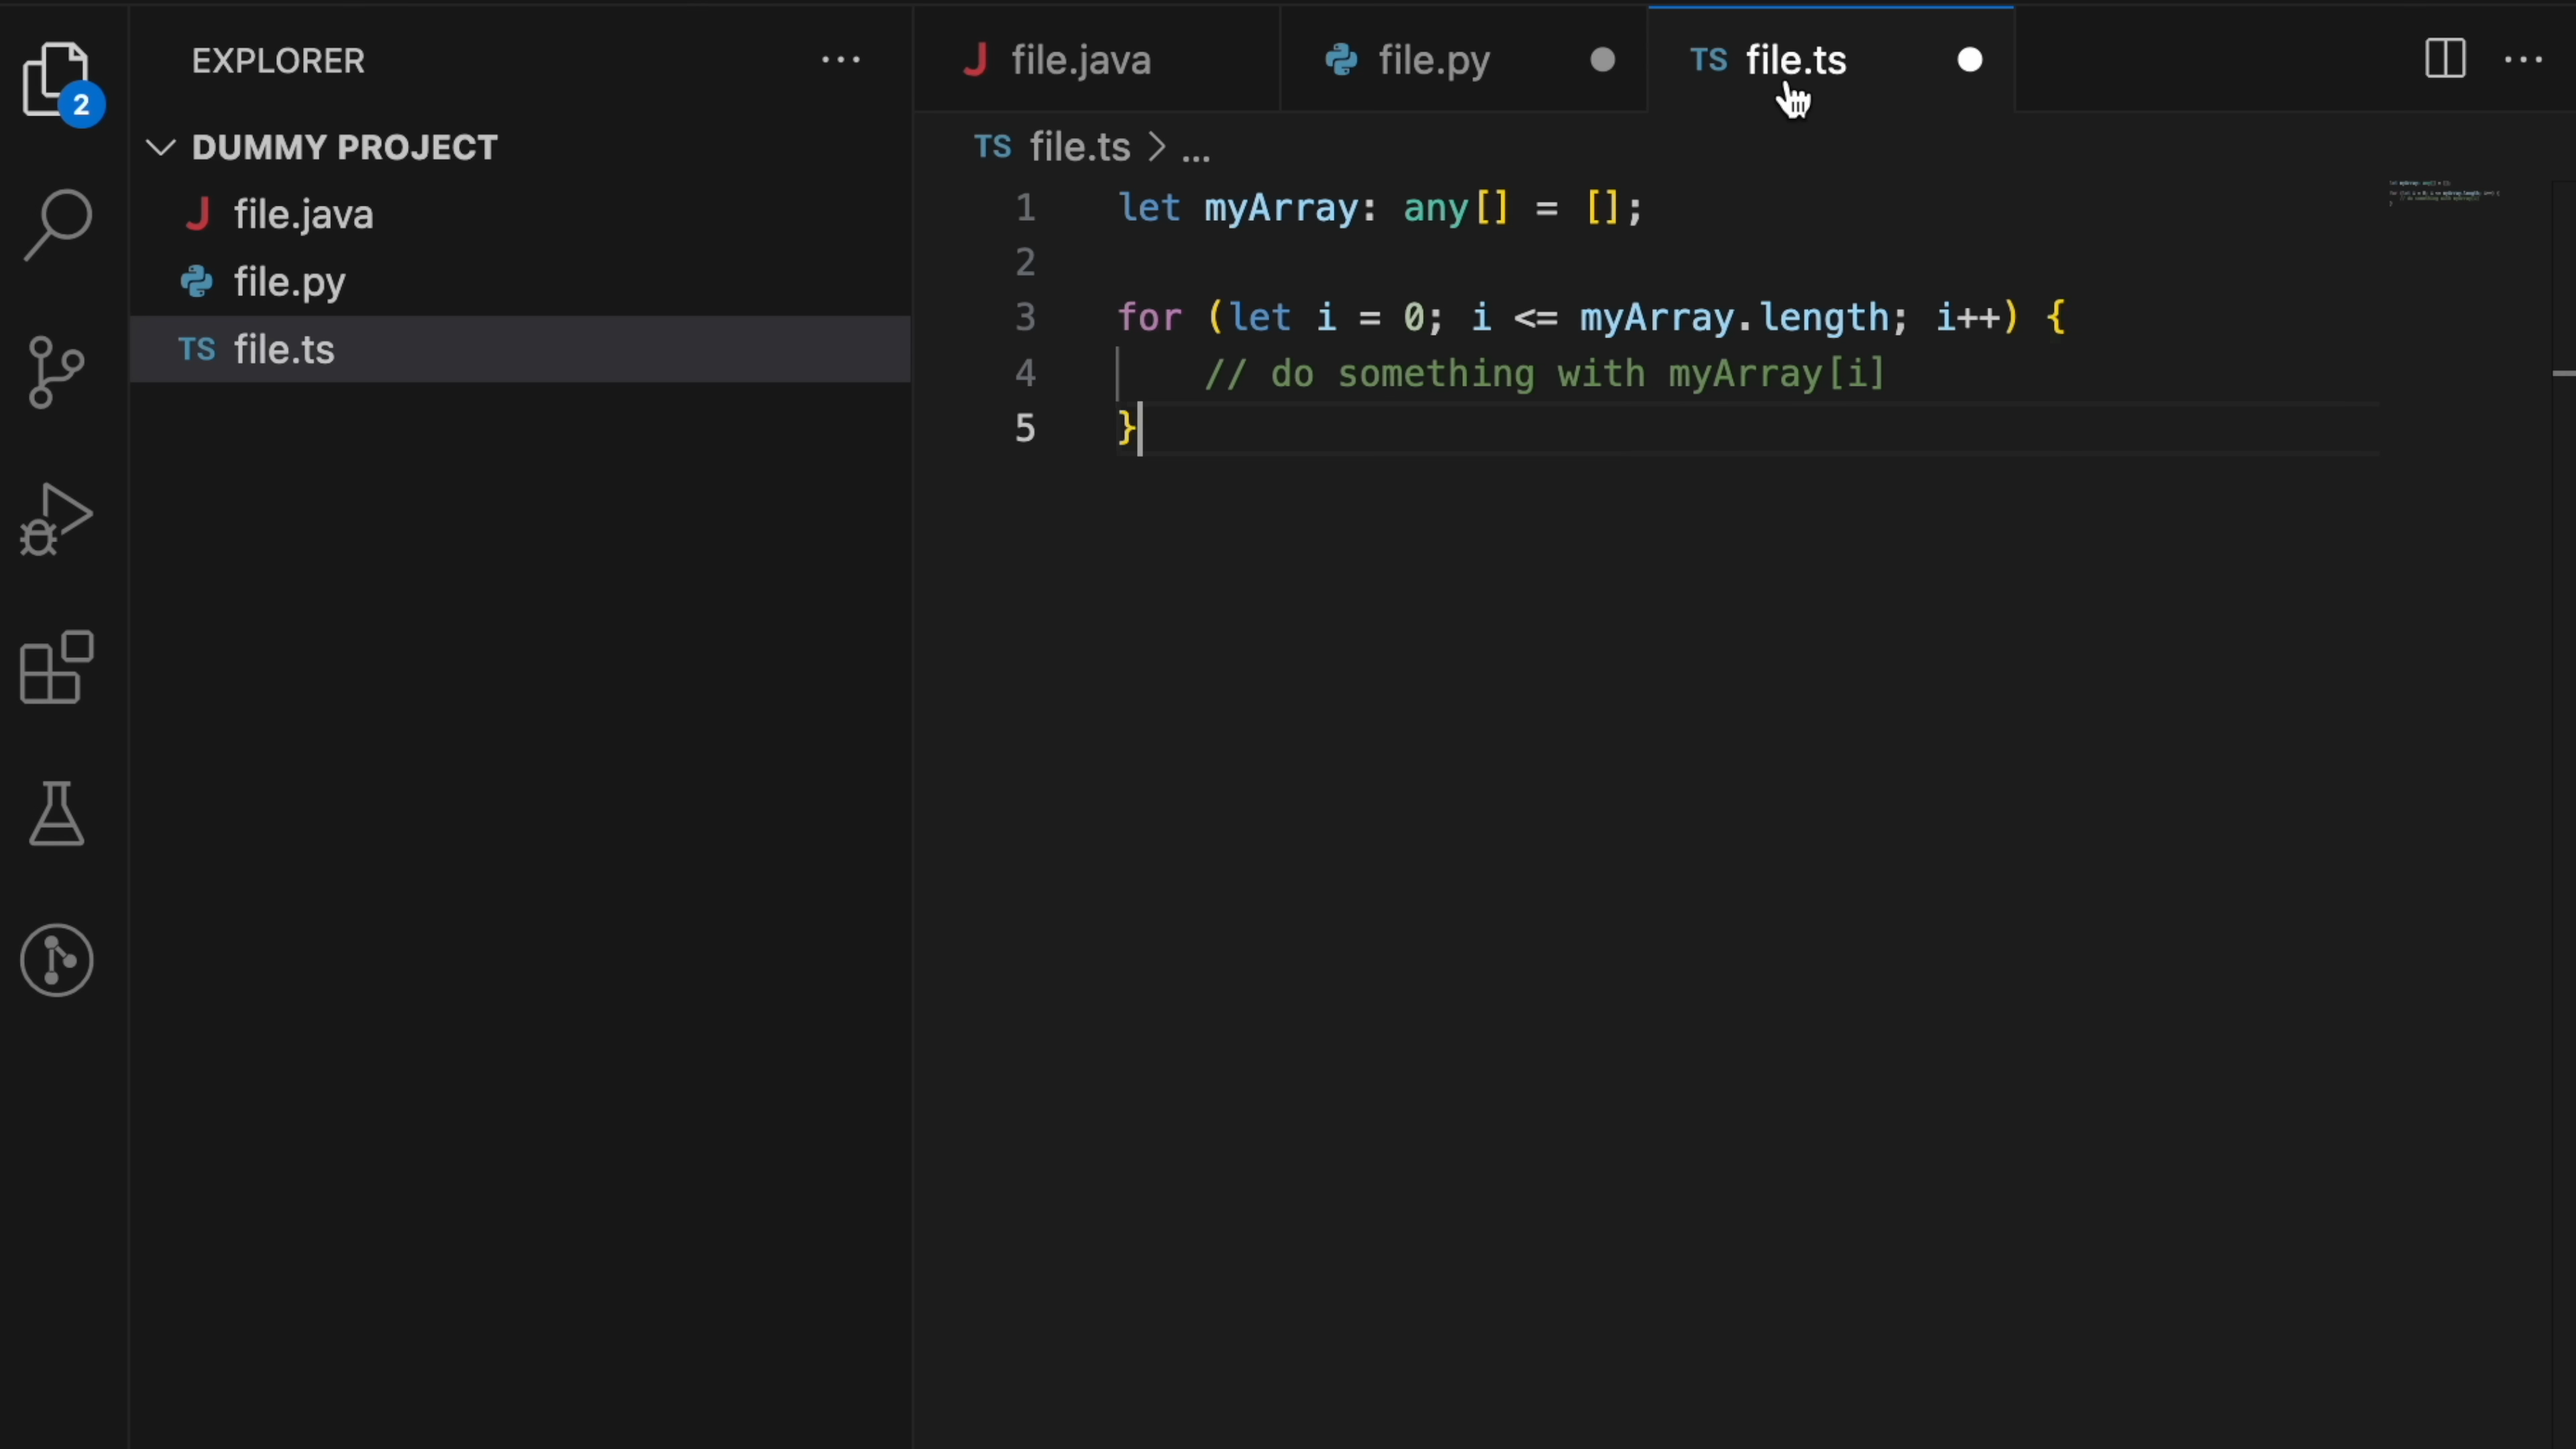 EXPLORER
2
DUMMY PROJECT
J file.java
file.py
TS file.ts
J file.java
file.py
TS file.ts
TS file.ts > ...
1 let myArray: any[] = [];
2
3 for (let i = 0; i <= myArray.length; i++) {
4 // do something with myArray[i]
5 }